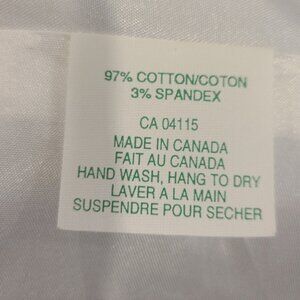 97% COTTON/COTON
3% SPANDEX
CA 04115
MADE IN CANADA
FAIT AU CANADA
HAND WASH, HANG TO DRY
LAVER A LA MAIN
SUSPENDRE POUR SECHER